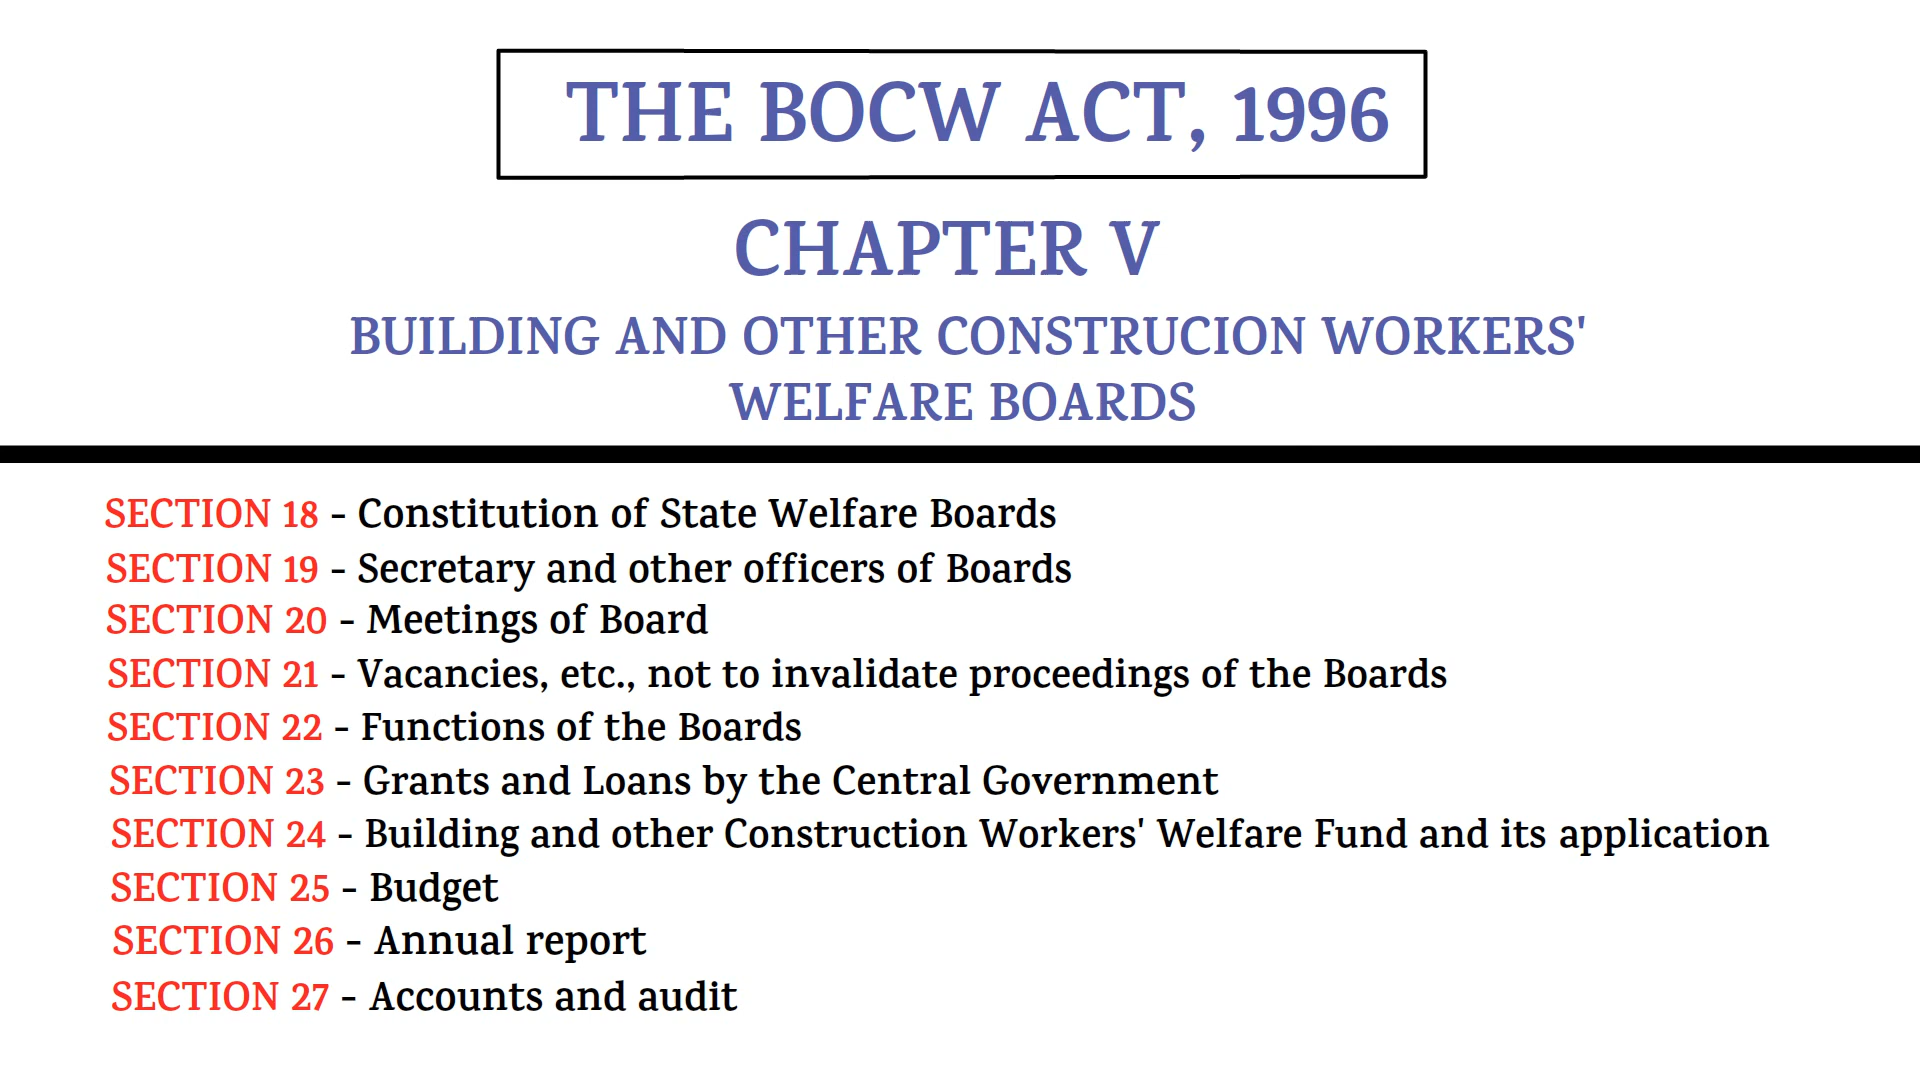 THE BOCW ACT, 1996
CHAPTER V
BUILDING AND OTHER CONSTRUCION WORKERS'
WELFARE BOARDS
SECTION 18 - Constitution of State Welfare Boards
SECTION 19 - Secretary and other officers of Boards
SECTION 20 - Meetings of Board
SECTION 21 - Vacancies, etc., not to invalidate proceedings of the Boards
SECTION 22 - Functions of the Boards
SECTION 23 - Grants and Loans by the Central Government
SECTION 24 - Building and other Construction Workers' Welfare Fund and its application
SECTION 25 - Budget
SECTION 26 - Annual report
SECTION 27 - Accounts and audit